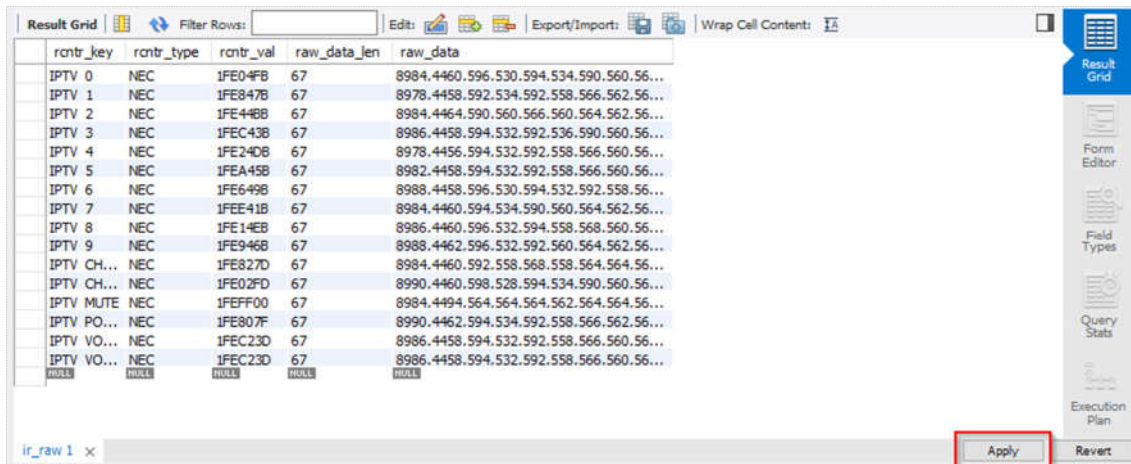 Result Grid Filter Rows: Edit: Export/Import: Wrap Cell Content: IA
rcntr_key rcntr_type rcntr_val raw_data_len raw_data
IPTV 0 NEC 1FE04FB 67 8984.4460.596.530.594.534.590.560.56...
IPTV 1 NEC 1FE847B 67 8978.4458.592.534.592.558.566.562.56...
IPTV 2 NEC 1FE44BB 67 8984.4464.590.560.566.560.564.562.56...
IPTV 3 NEC 1FEC43B 67 8986.4458.594.532.592.536.590.560.56...
IPTV 4 NEC 1FE24DB 67 8978.4456.594.532.592.558.566.560.56...
IPTV 5 NEC 1FEA45B 67 8982.4458.594.532.592.558.566.560.56...
IPTV 6 NEC 1FE649B 67 8988.4458.596.530.594.532.592.558.56...
IPTV 7 NEC 1FEE41B 67 8984.4460.594.534.590.560.564.562.56...
IPTV 8 NEC 1FE14EB 67 8986.4460.596.532.594.558.568.560.56...
IPTV 9 NEC 1FE946B 67 8988.4462.596.532.592.560.564.562.56...
IPTV CH... NEC 1FE827D 67 8984.4460.592.558.568.558.564.564.56...
IPTV CH... NEC 1FE02FD 67 8990.4460.598.528.594.534.590.560.56...
IPTV MUTE NEC 1FEFF00 67 8984.4494.564.564.564.562.564.564.56...
IPTV PO... NEC 1FE807F 67 8990.4462.594.534.592.558.566.562.56...
IPTV VO... NEC 1FEC23D 67 8986.4458.594.532.592.558.566.560.56...
IPTV VO... NEC 1FEC23D 67 8986.4458.594.532.592.558.566.560.56...
NULL NULL NULL NULL NULL
Result
Grid
Form
Editor
Field
Types
Query
Stats
Execution
Plan
ir_raw 1 × Apply Revert